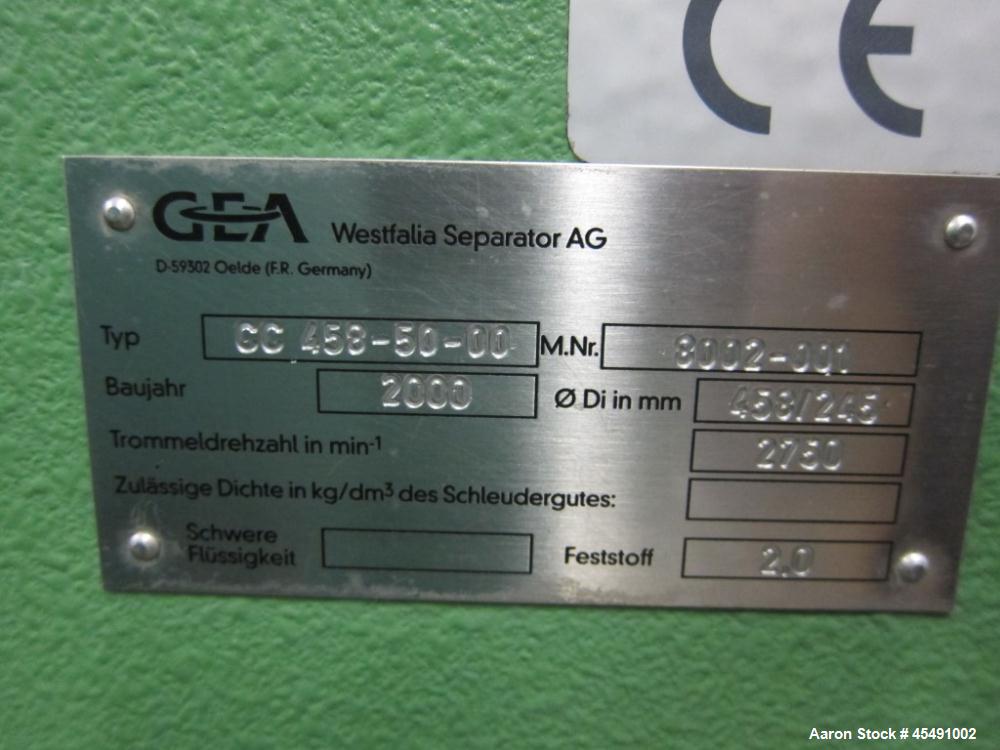 CE
GEA Westfalia Separator AG
D-59302 Oelde (F.R. Germany)
Typ CC 458-50-00 M.Nr. 8002-001
Baujahr 2000 Ø Di in mm 458/245
Trommeldrehzahl in min-1 2750
Zulässige Dichte in kg/dm³ des Schleudergutes:
Schwere
Flüssigkeit Feststoff 2,0
Aaron Stock # 45491002